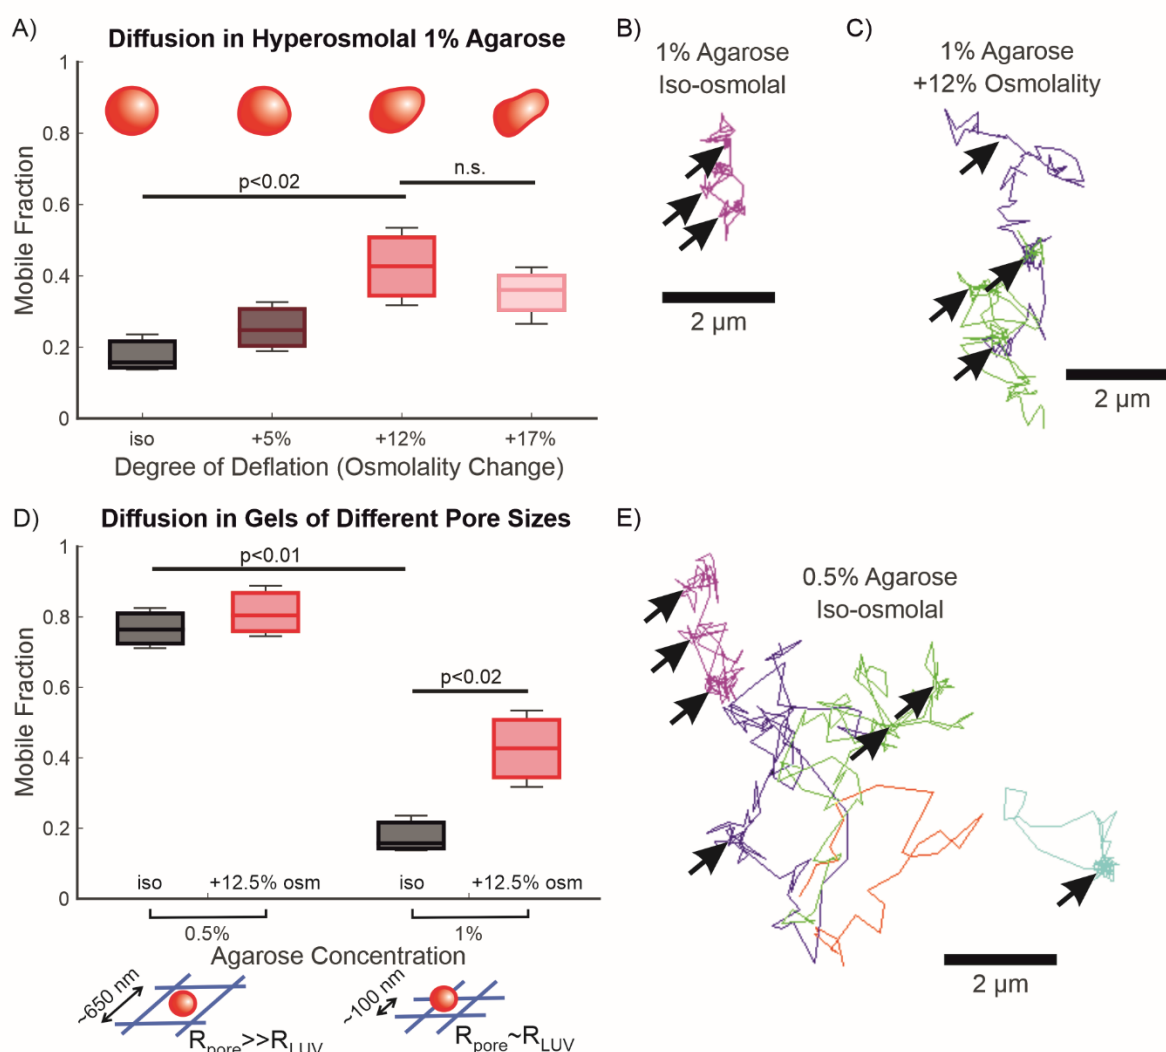 A)
Diffusion in Hyperosmolal 1% Agarose
1
0.8
0.6
0.4
0.2
0
Mobile Fraction
p<0.02
n.s.
iso +5% +12% +17%
Degree of Deflation (Osmolality Change)
B)
1% Agarose
Iso-osmolal
2 µm
C)
1% Agarose
+12% Osmolality
2 µm
D)
Diffusion in Gels of Different Pore Sizes
1
0.8
0.6
0.4
0.2
0
Mobile Fraction
p<0.01
p<0.02
iso +12.5% osm iso +12.5% osm
0.5% 1%
Agarose Concentration
~650 nm
R_pore>>R_LUV
~100 nm
R_pore~R_LUV
E)
0.5% Agarose
Iso-osmolal
2 µm